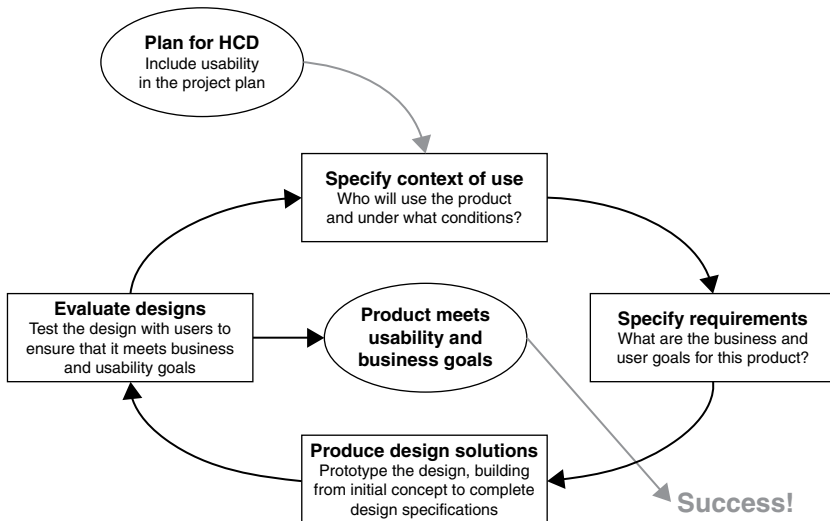 Plan for HCD
Include usability
in the project plan
Specify context of use
Who will use the product
and under what conditions?
Evaluate designs
Test the design with users to
ensure that it meets business
and usability goals
Product meets
usability and
business goals
Specify requirements
What are the business and
user goals for this product?
Produce design solutions
Prototype the design, building
from initial concept to complete
design specifications
Success!